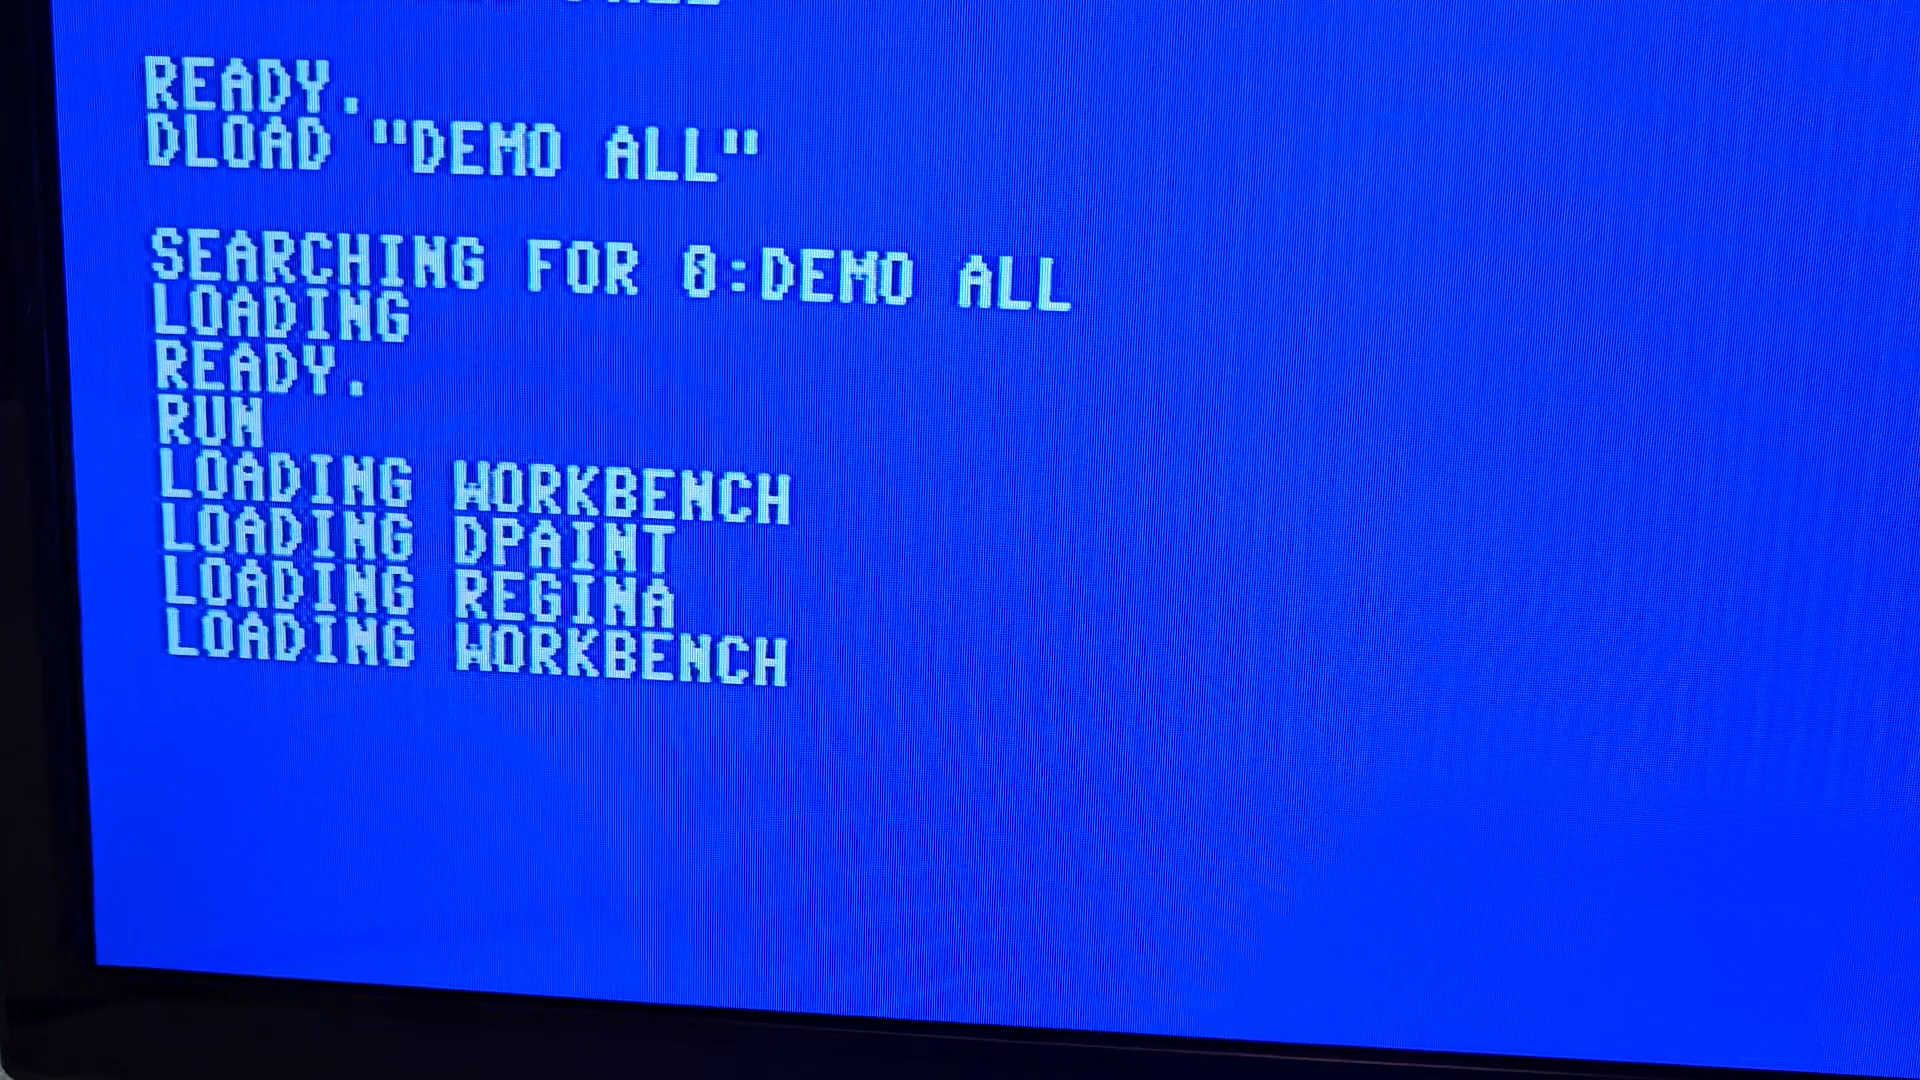 READY.
DLOAD "DEMO ALL"
SEARCHING FOR 0:DEMO ALL
LOADING
READY.
RUN
LOADING WORKBENCH
LOADING DPAINT
LOADING REGINA
LOADING WORKBENCH